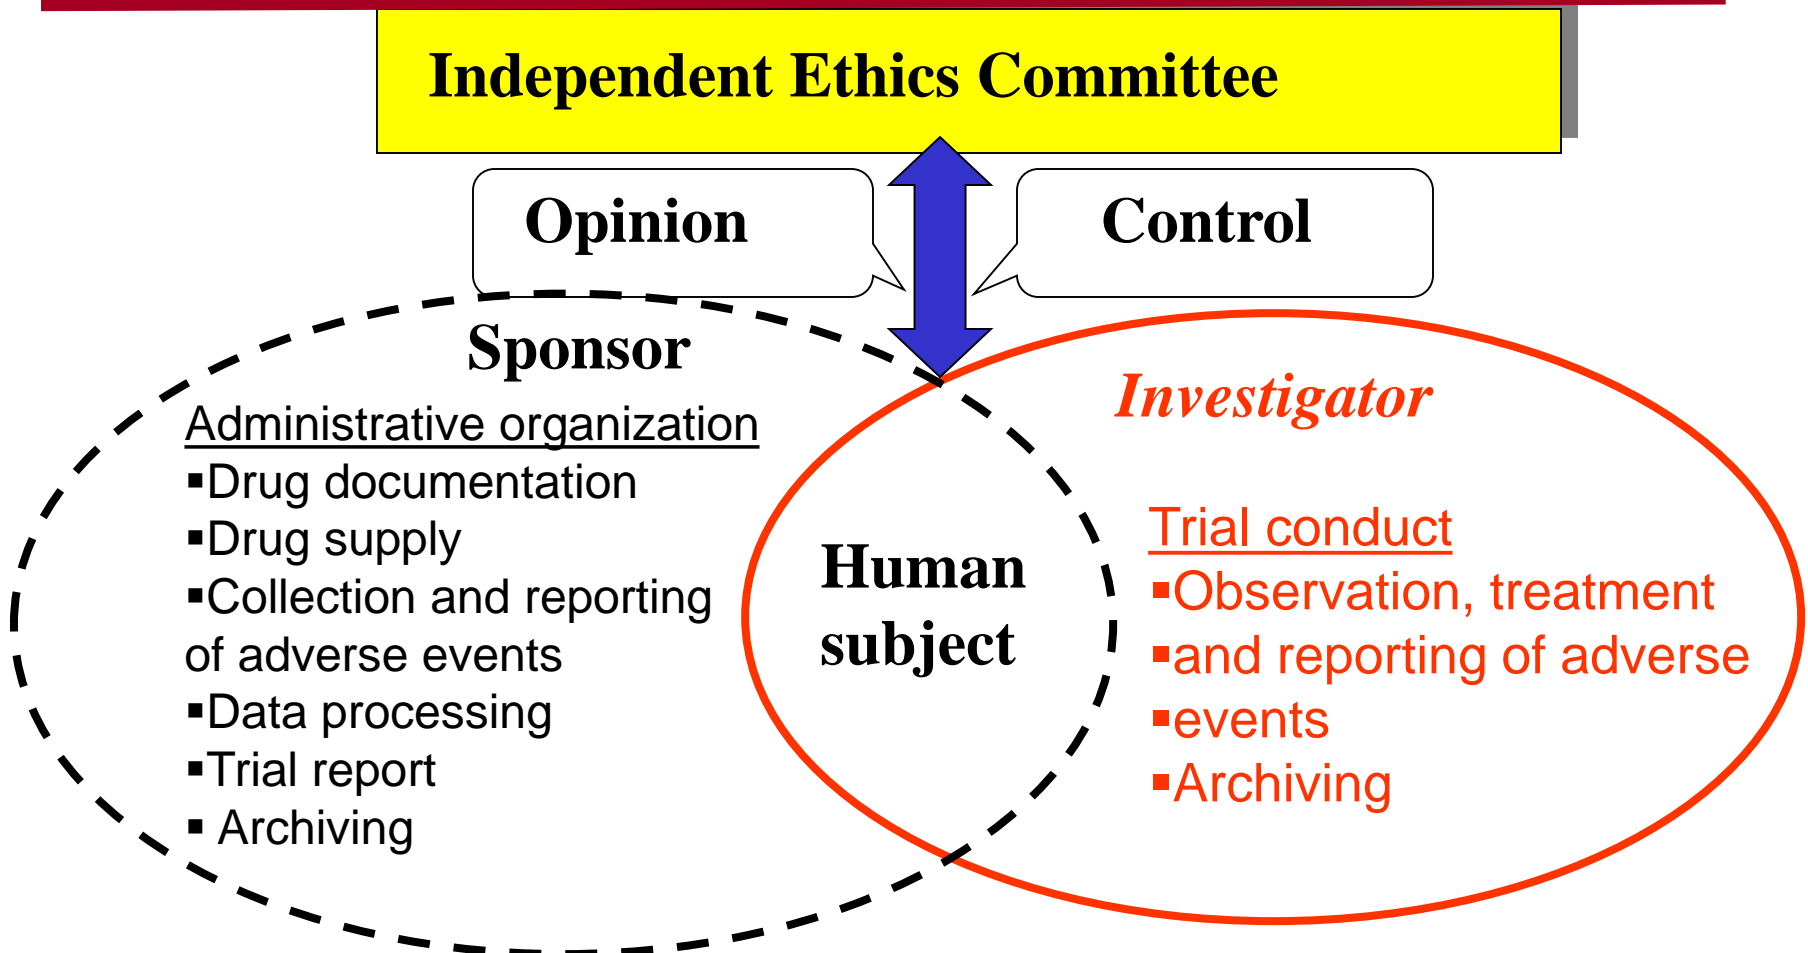 Independent Ethics Committee
Opinion
Control
Sponsor
Administrative organization
▪Drug documentation
▪Drug supply
▪Collection and reporting
of adverse events
▪Data processing
▪Trial report
▪ Archiving
Human
subject
Investigator
Trial conduct
▪Observation, treatment
▪and reporting of adverse
▪events
▪Archiving